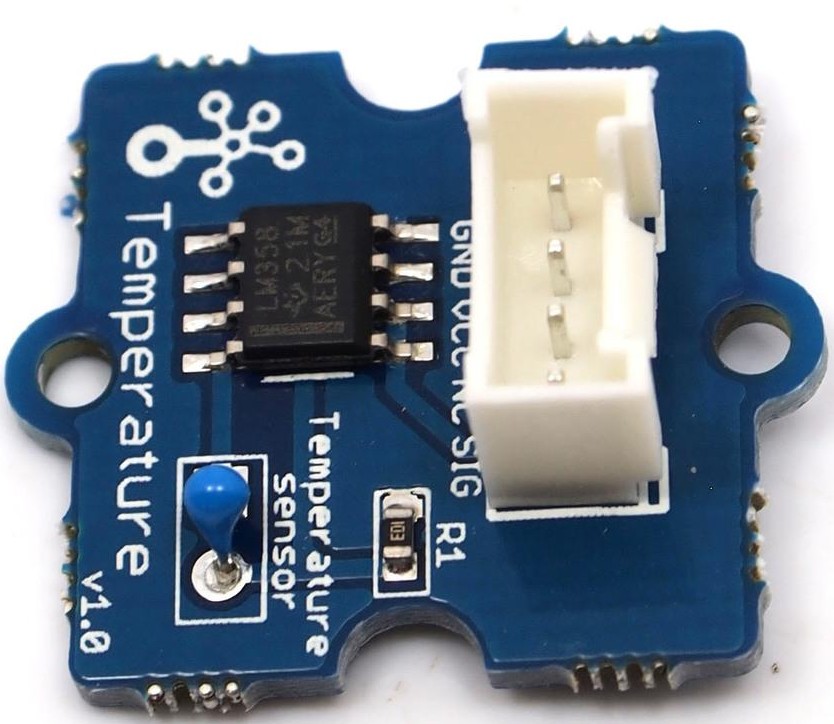 Temperature
v1.0
LM358
21M
AERY G4
GND VCC NC SIG
Temperature
sensor
R1